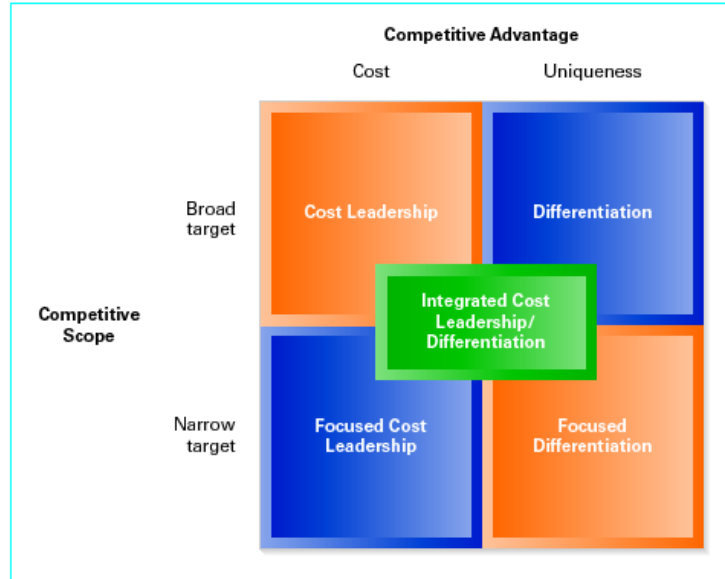 Competitive Advantage
Cost
Uniqueness
Broad
target
Cost Leadership
Differentiation
Competitive
Scope
Integrated Cost
Leadership/
Differentiation
Narrow
target
Focused Cost
Leadership
Focused
Differentiation